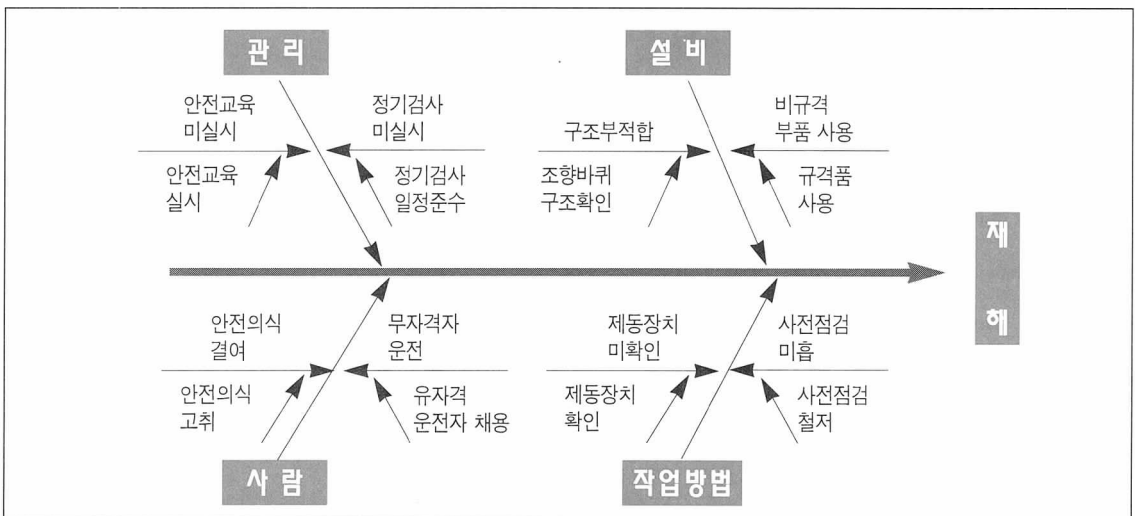 관 리
설 비
안전교육
미실시
정기검사
미실시
안전교육
실시
정기검사
일정준수
구조부적합
비규격
부품 사용
조향바퀴
구조확인
규격품
사용
재
해
안전의식
결여
무자격자
운전
안전의식
고취
유자격
운전자 채용
제동장치
미확인
사전점검
미흡
제동장치
확인
사전점검
철저
사 람
작업방법